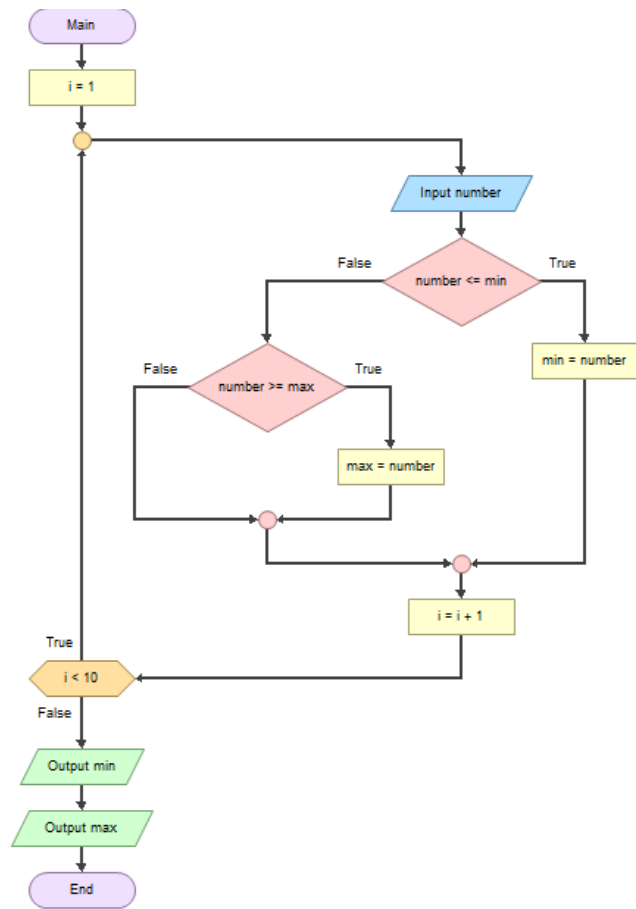 Main
i = 1
Input number
False
True
number <= min
False
True
number >= max
min = number
max = number
i = i + 1
True
i < 10
False
Output min
Output max
End